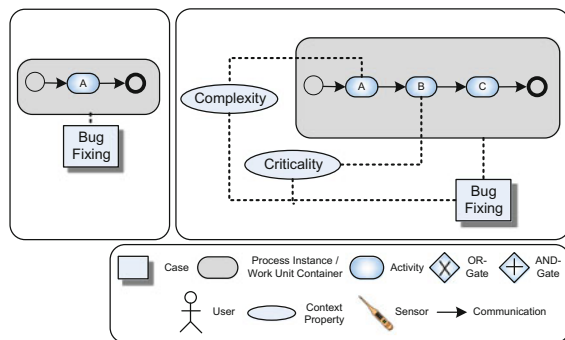 A
Bug
Fixing
Complexity
A
B
C
Criticality
Bug
Fixing
Case
Process Instance /
Work Unit Container
Activity
X
OR-
Gate
AND-
Gate
User
Context
Property
Sensor
Communication